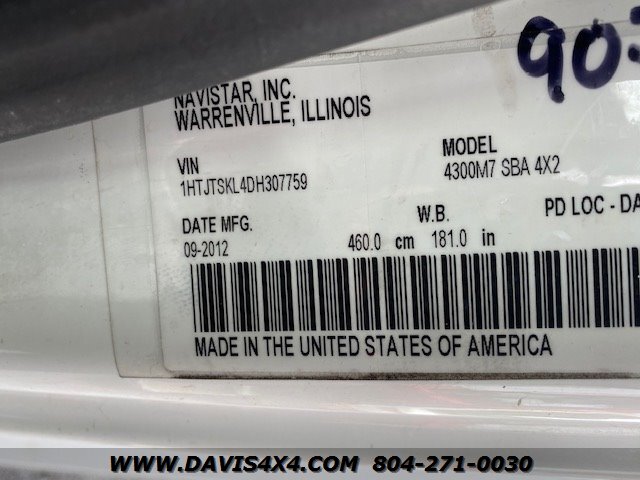 90
NAVISTAR, INC.
WARRENVILLE, ILLINOIS
VIN
1HTJTSKL4DH307759
MODEL
4300M7 SBA 4X2
DATE MFG.
09-2012
W.B.
460.0 cm 181.0 in
PD LOC - DA
MADE IN THE UNITED STATES OF AMERICA
WWW.DAVIS4X4.COM 804-271-0030